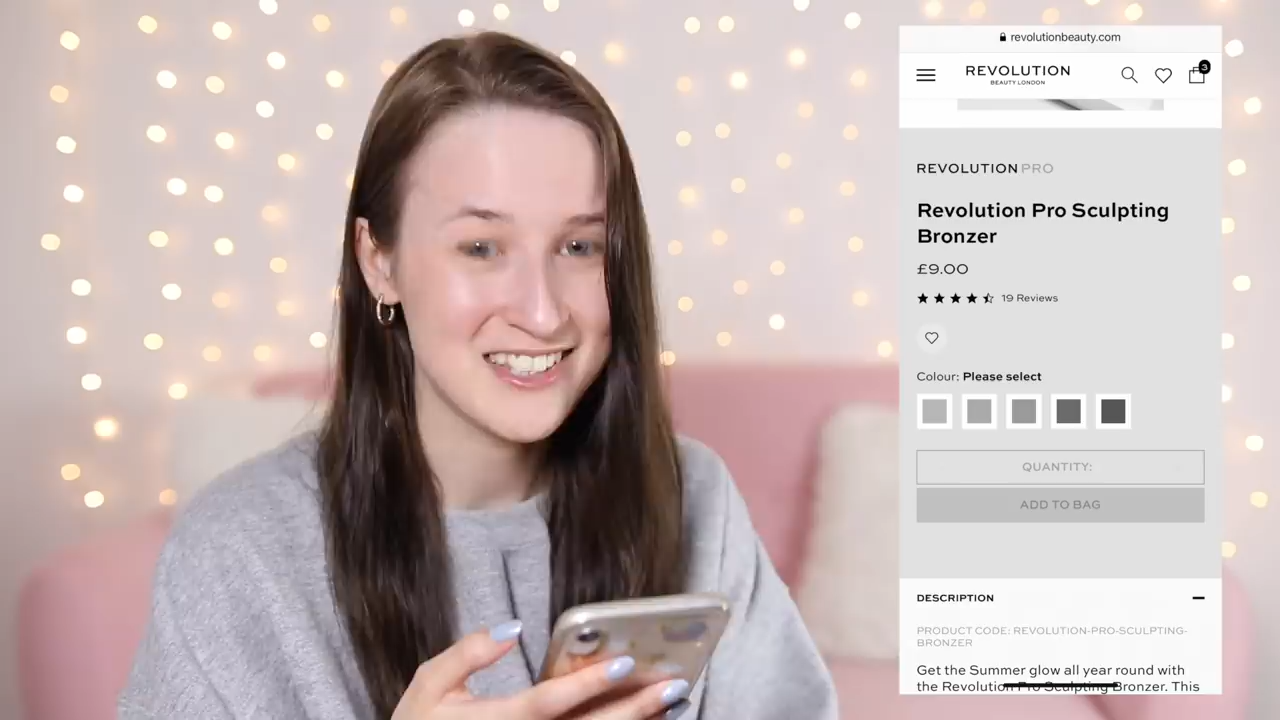 revolutionbeauty.com
REVOLUTION
BEAUTY LONDON
3
REVOLUTION PRO
Revolution Pro Sculpting
Bronzer
£9.00
19 Reviews
Colour: Please select
QUANTITY:
ADD TO BAG
DESCRIPTION
PRODUCT CODE: REVOLUTION-PRO-SCULPTING-
BRONZER
Get the Summer glow all year round with
the Revolution Pro Sculpting Bronzer. This